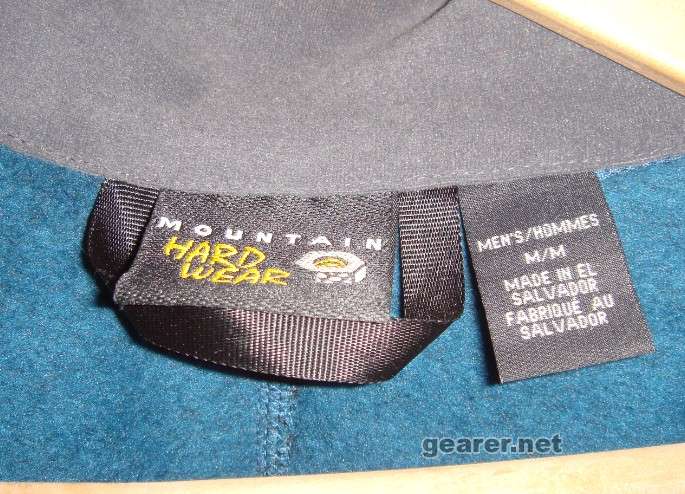 MOUNTAIN
HARD
WEAR
MEN'S/HOMMES
M/M
MADE IN EL
SALVADOR
FABRIQUÉ AU
SALVADOR
gearer.net